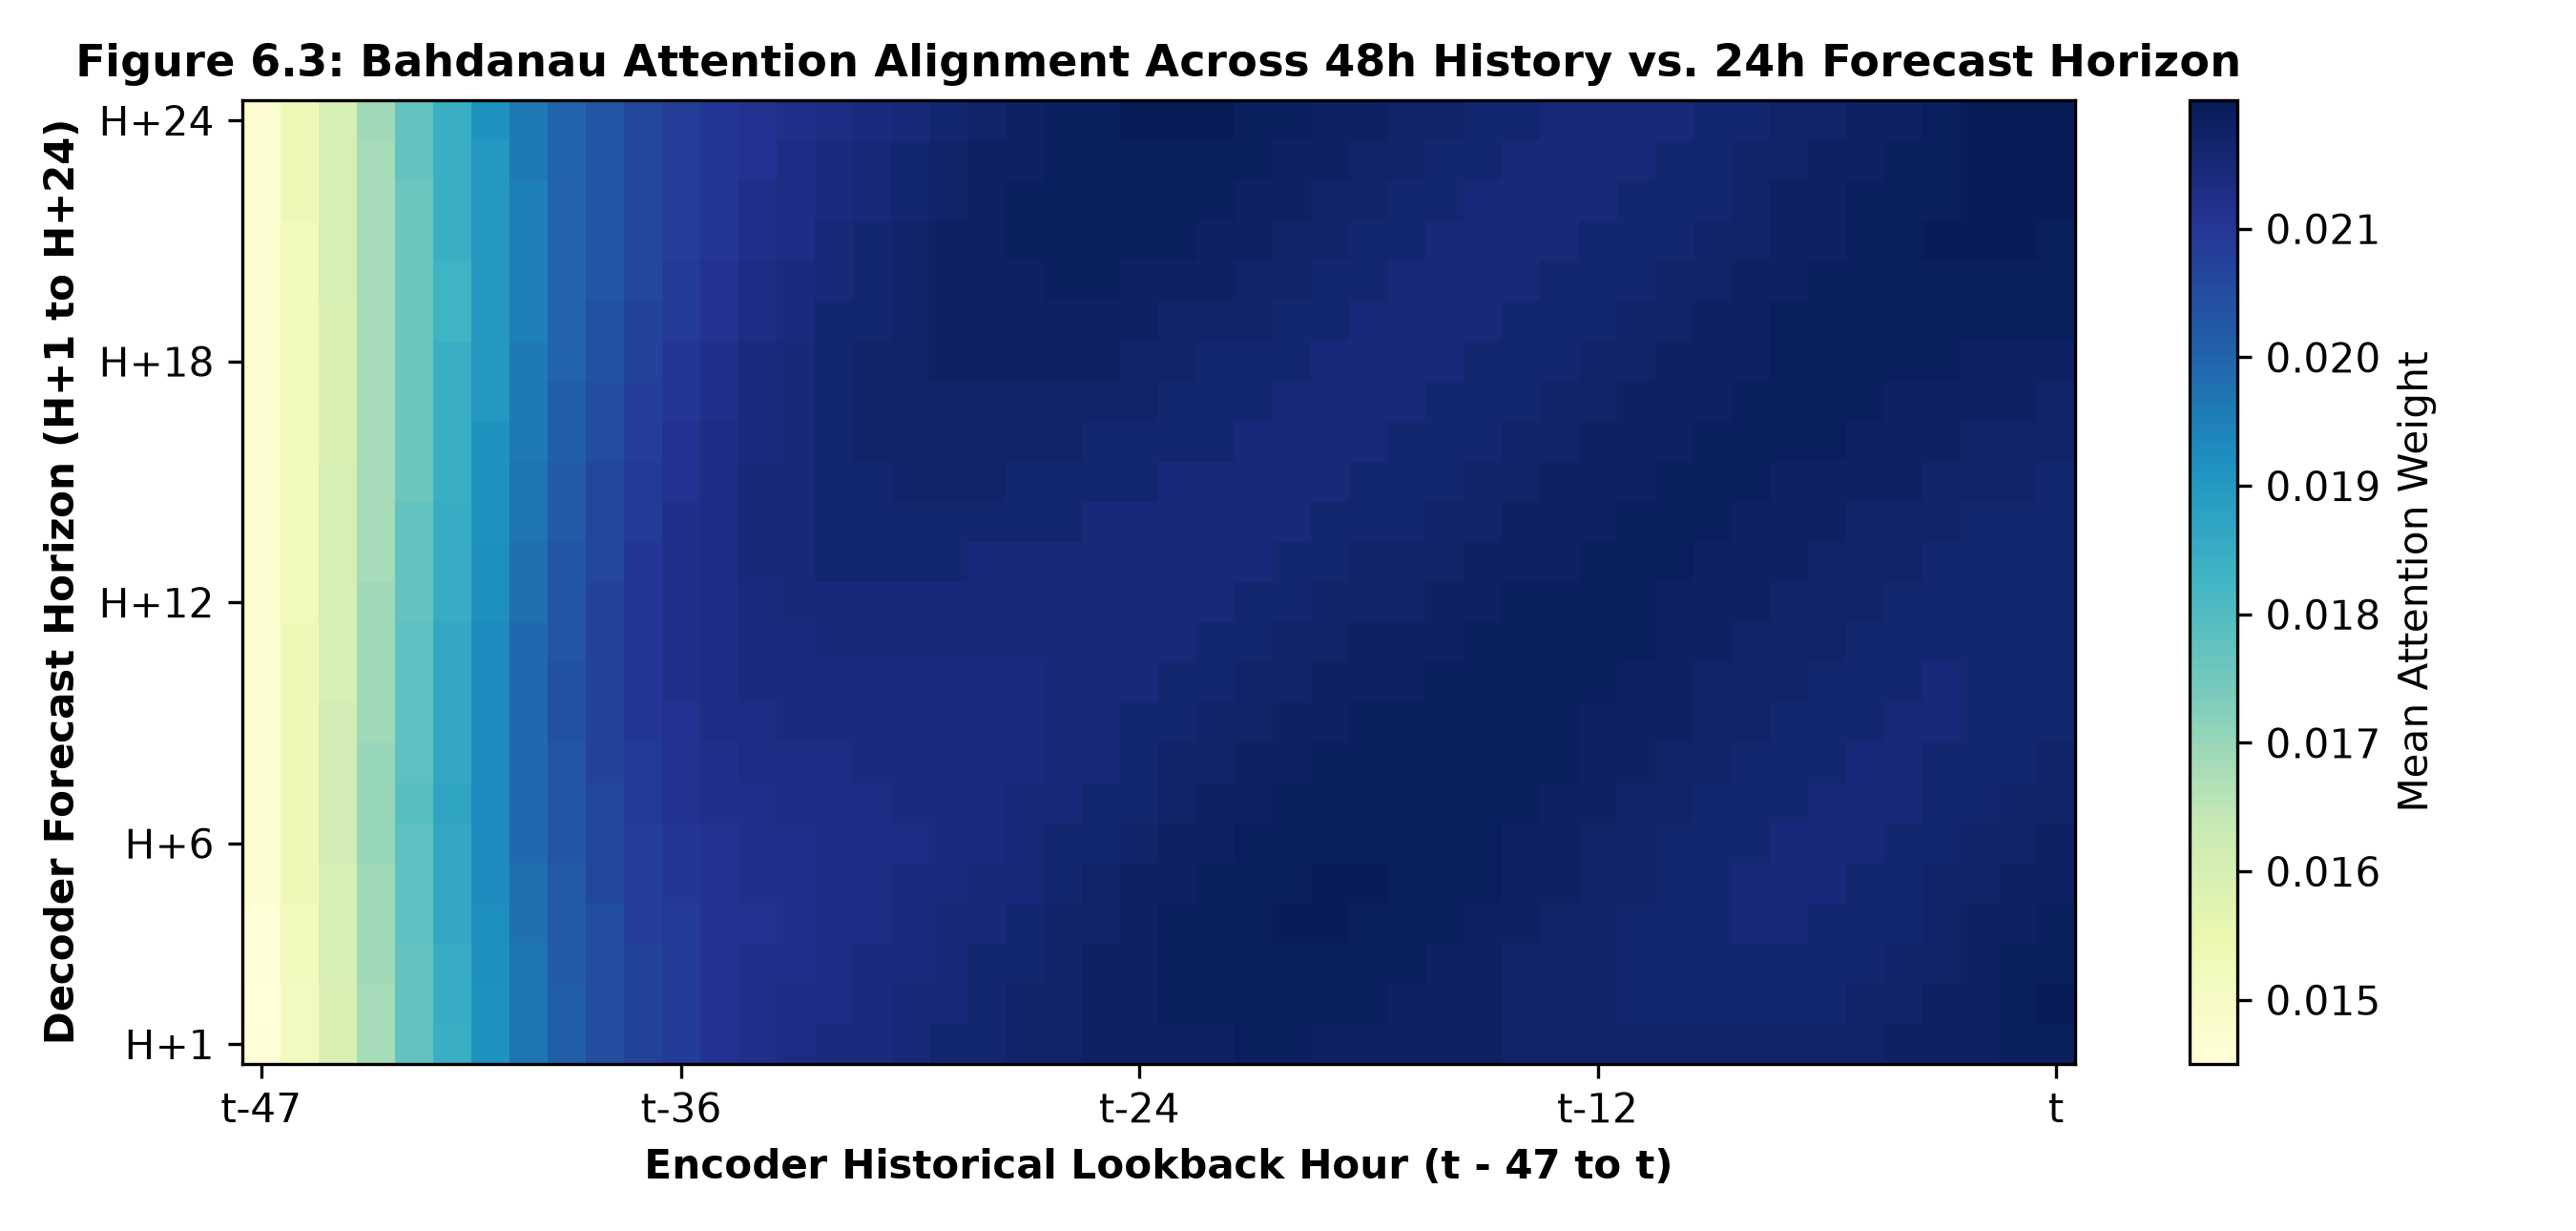 Figure 6.3: Bahdanau Attention Alignment Across 48h History vs. 24h Forecast Horizon
Decoder Forecast Horizon (H+1 to H+24)
H+24
H+18
H+12
H+6
H+1
t-47
t-36
t-24
t-12
t
Encoder Historical Lookback Hour (t - 47 to t)
0.021
0.020
0.019
0.018
0.017
0.016
0.015
Mean Attention Weight